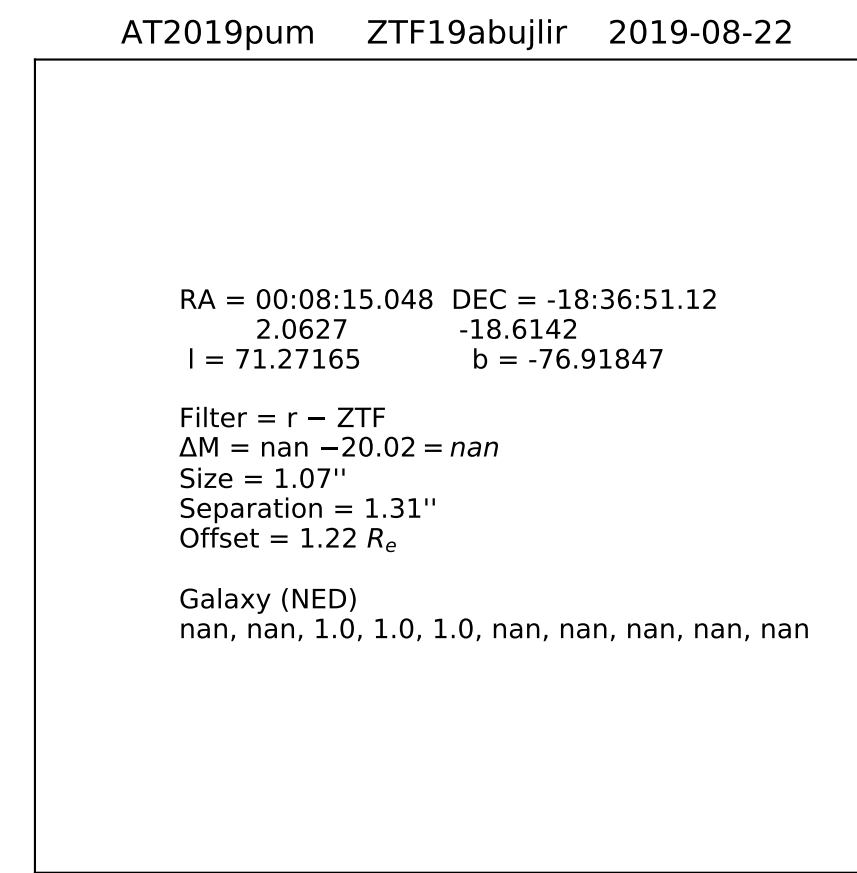 AT2019pum ZTF19abujlir 2019-08-22
RA = 00:08:15.048 DEC = -18:36:51.12
2.0627 -18.6142
l = 71.27165 b = -76.91847
Filter = r − ZTF
ΔM = nan −20.02 = nan
Size = 1.07''
Separation = 1.31''
Offset = 1.22 Rₑ
Galaxy (NED)
nan, nan, 1.0, 1.0, 1.0, nan, nan, nan, nan, nan